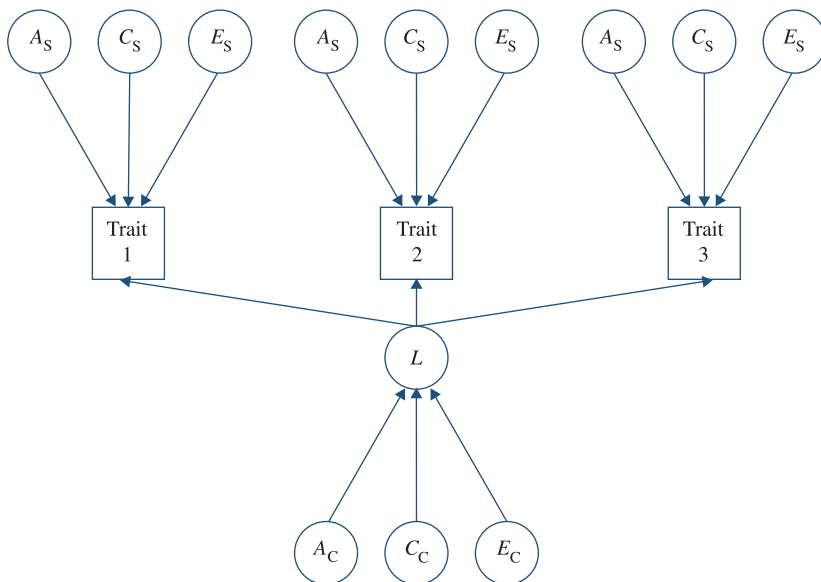 A_S C_S E_S A_S C_S E_S A_S C_S E_S
Trait Trait Trait
1 2 3
L
A_C C_C E_C